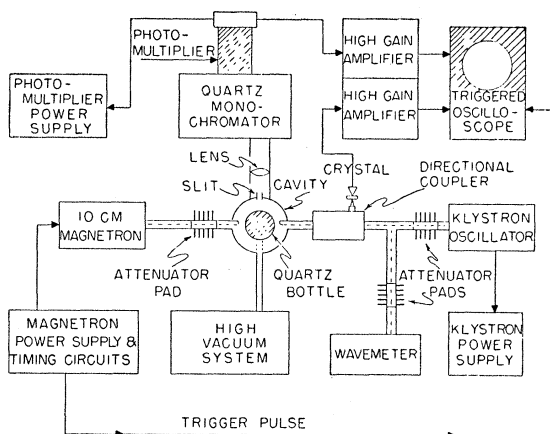 PHOTO-
MULTIPLIER
HIGH GAIN
AMPLIFIER
PHOTO-
MULTIPLIER
POWER
SUPPLY
QUARTZ
MONO-
CHROMATOR
HIGH GAIN
AMPLIFIER
TRIGGERED
OSCILLO-
SCOPE
LENS
SLIT
CAVITY
CRYSTAL
DIRECTIONAL
COUPLER
10 CM
MAGNETRON
KLYSTRON
OSCILLATOR
ATTENUATOR
PAD
QUARTZ
BOTTLE
ATTENUATOR
PADS
MAGNETRON
POWER SUPPLY &
TIMING CIRCUITS
HIGH
VACUUM
SYSTEM
WAVEMETER
KLYSTRON
POWER
SUPPLY
TRIGGER PULSE